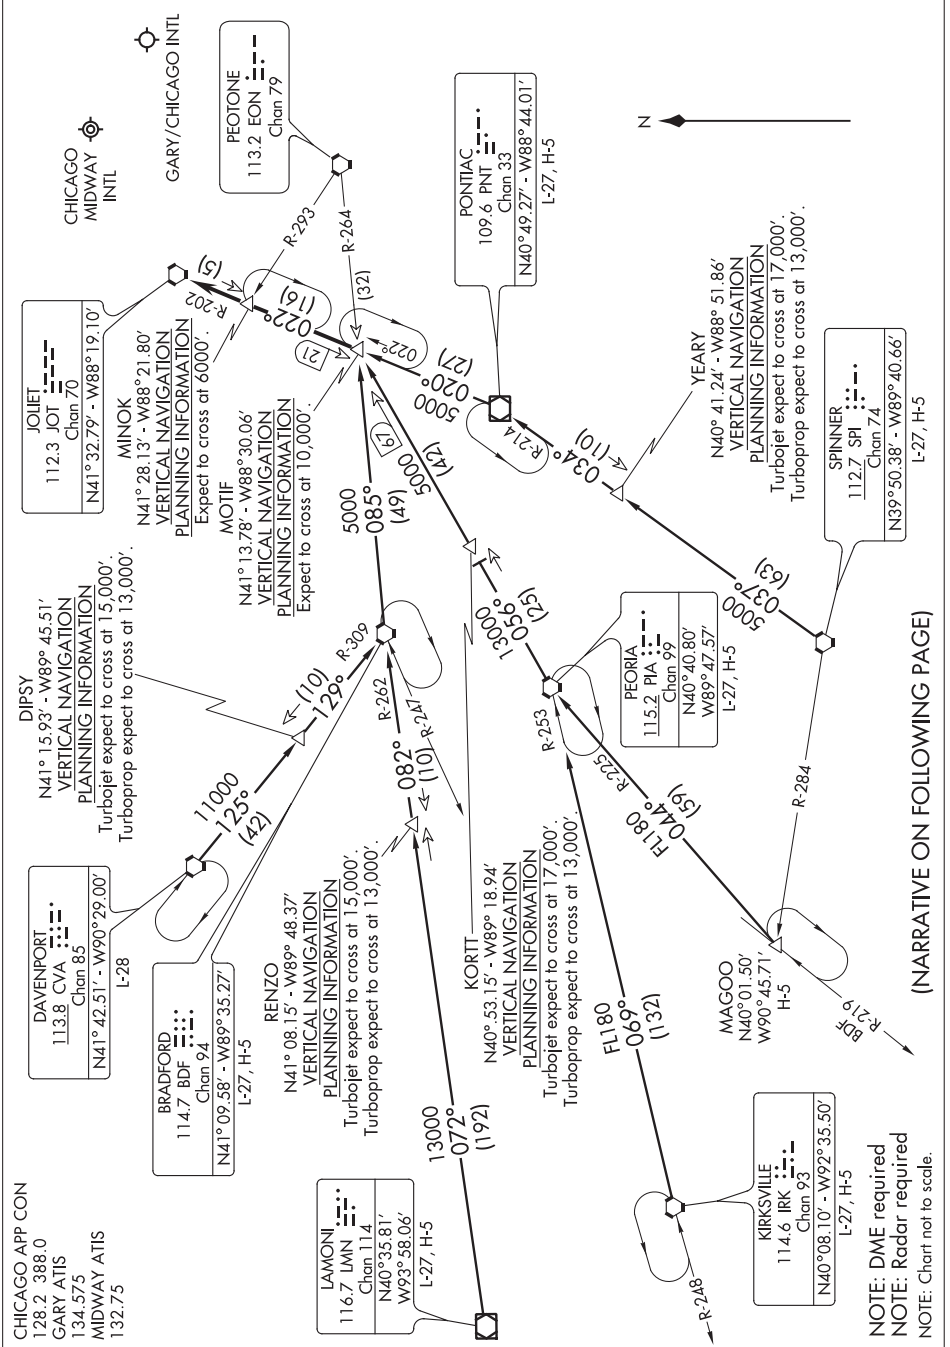 CHICAGO APP CON
128.2 388.0
GARY ATIS
134.575
MIDWAY ATIS
132.75
DAVENPORT
113.8 CVA
Chan 85
N41°42.51' - W90°29.00'
L-28
DIPSY
N41°15.93' - W89°45.51'
VERTICAL NAVIGATION
PLANNING INFORMATION
Turbojet expect to cross at 15,000'.
Turboprop expect to cross at 13,000'.
JOLIET
112.3 JOT
Chan 70
N41°32.79' - W88°19.10'
CHICAGO
MIDWAY
INTL
GARY/CHICAGO INTL
MINOK
N41°28.13' - W88°21.80'
VERTICAL NAVIGATION
PLANNING INFORMATION
Expect to cross at 6000'.
MOTIF
N41°13.78' - W88°30.06'
VERTICAL NAVIGATION
PLANNING INFORMATION
Expect to cross at 10,000'.
PEOTONE
113.2 EON
Chan 79
BRADFORD
114.7 BDF
Chan 94
N41°09.58' - W89°35.27'
L-27, H-5
11000
125°
(42)
(10)
129°
R-309
R-202
(5)
022°
(16)
R-293
R-264
(32)
21
022°
5000
085°
(49)
RENZO
N41°08.15' - W89°48.37'
VERTICAL NAVIGATION
PLANNING INFORMATION
Turbojet expect to cross at 15,000'.
Turboprop expect to cross at 13,000'.
R-262
R-247
082°
(10)
67
5000
(42)
5000
020°
(27)
PONTIAC
109.6 PNT
Chan 33
N40°49.27' - W88°44.01'
L-27, H-5
LAMONI
116.7 LMN
Chan 114
N40°35.81'
W93°58.06'
L-27, H-5
13000
072°
(192)
KORTT
N40°53.15' - W89°18.94'
VERTICAL NAVIGATION
PLANNING INFORMATION
Turbojet expect to cross at 17,000'.
Turboprop expect to cross at 13,000'.
13000
056°
(25)
R-253
R-225
R-214
034°
(10)
N
PEORIA
115.2 PIA
Chan 99
N40°40.80'
W89°47.57'
L-27, H-5
YEARY
N40°41.24' - W88°51.86'
VERTICAL NAVIGATION
PLANNING INFORMATION
Turbojet expect to cross at 17,000'.
Turboprop expect to cross at 13,000'.
FL180
069°
(132)
FL180
044°
(59)
5000
037°
(63)
SPINNER
112.7 SPI
Chan 74
N39°50.38' - W89°40.66'
L-27, H-5
R-284
MAGOO
N40°01.50'
W90°45.71'
H-5
BDF
R-219
R-248
KIRKSVILLE
114.6 IRK
Chan 93
N40°08.10' - W92°35.50'
L-27, H-5
NOTE: DME required
NOTE: Radar required
NOTE: Chart not to scale.
(NARRATIVE ON FOLLOWING PAGE)